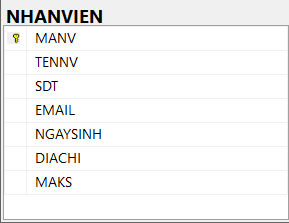 NHANVIEN
MANV
TENNV
SDT
EMAIL
NGAYSINH
DIACHI
MAKS